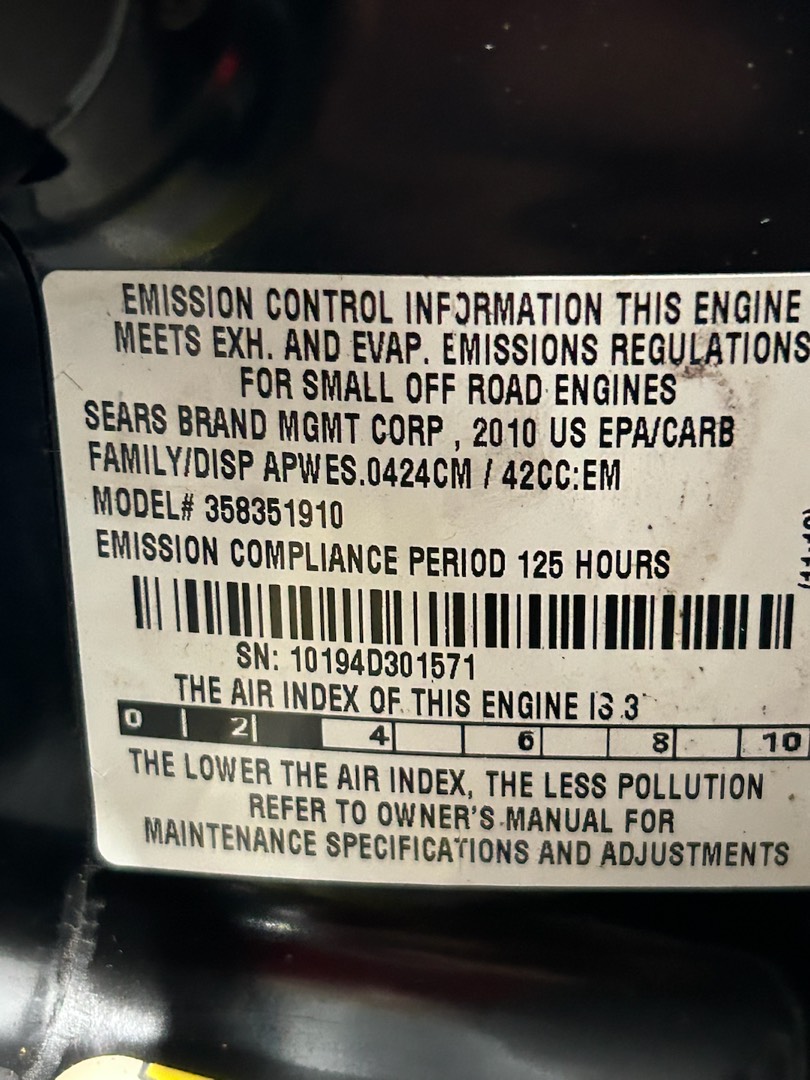 EMISSION CONTROL INFORMATION THIS ENGINE
MEETS EXH. AND EVAP. EMISSIONS REGULATIONS
FOR SMALL OFF ROAD ENGINES
SEARS BRAND MGMT CORP , 2010 US EPA/CARB
FAMILY/DISP APWES.0424CM / 42CC:EM
MODEL# 358351910
EMISSION COMPLIANCE PERIOD 125 HOURS
SN: 10194D301571
THE AIR INDEX OF THIS ENGINE IS 3
0 2 4 6 8 10
THE LOWER THE AIR INDEX, THE LESS POLLUTION
REFER TO OWNER'S MANUAL FOR
MAINTENANCE SPECIFICATIONS AND ADJUSTMENTS